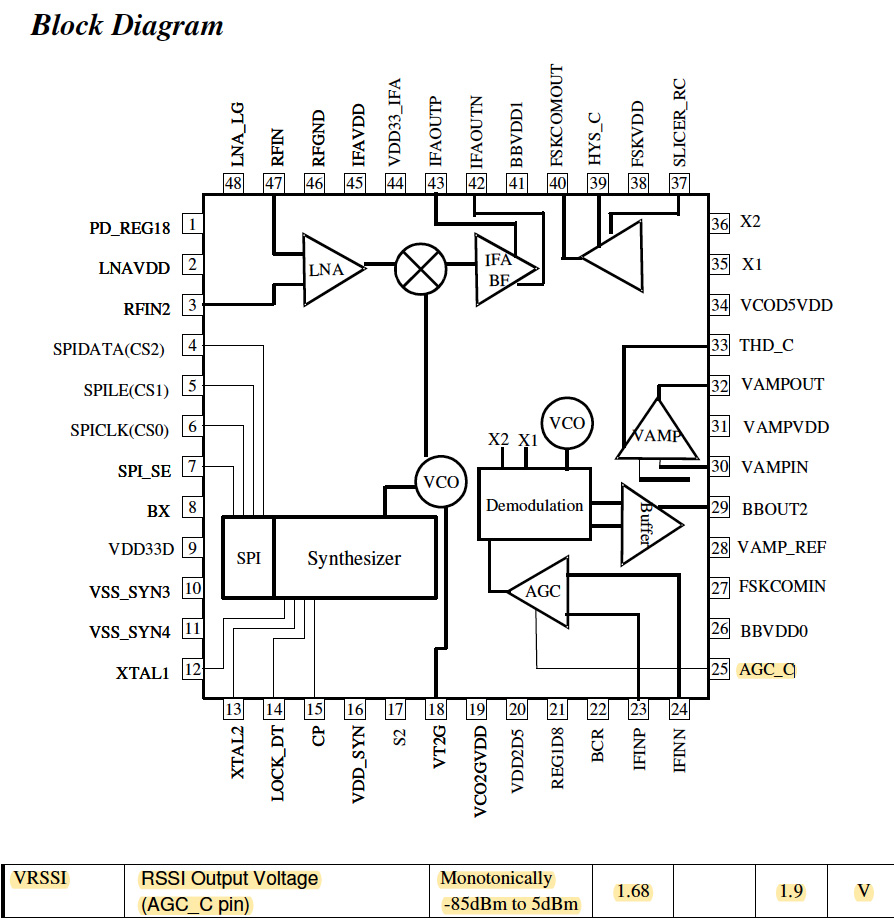 Block Diagram
LNA_LG
RFIN
RFGND
IFAVDD
VDD33_IFA
IFAOUTP
IFAOUTN
BBVDD1
FSKCOMOUT
HYS_C
FSKVDD
SLICER_RC
48 47 46 45 44 43 42 41 40 39 38 37
PD_REG18 1
LNAVDD 2
RFIN2 3
SPIDATA(CS2) 4
SPILE(CS1) 5
SPICLK(CS0) 6
SPI_SE 7
BX 8
VDD33D 9
VSS_SYN3 10
VSS_SYN4 11
XTAL1 12
LNA
IFA
BF
VCO
X2 X1
VCO
VAMP
Demodulation
Buffer
SPI
Synthesizer
AGC
36 X2
35 X1
34 VCOD5VDD
33 THD_C
32 VAMPOUT
31 VAMPVDD
30 VAMPIN
29 BBOUT2
28 VAMP_REF
27 FSKCOMIN
26 BBVDD0
25 AGC_C
13 14 15 16 17 18 19 20 21 22 23 24
XTAL2
LOCK_DT
CP
VDD_SYN
S2
VT2G
VCO2GVDD
VDD2D5
REG1D8
BCR
IFINP
IFINN
VRSSI RSSI Output Voltage Monotonically 1.68 1.9 V
(AGC_C pin) -85dBm to 5dBm